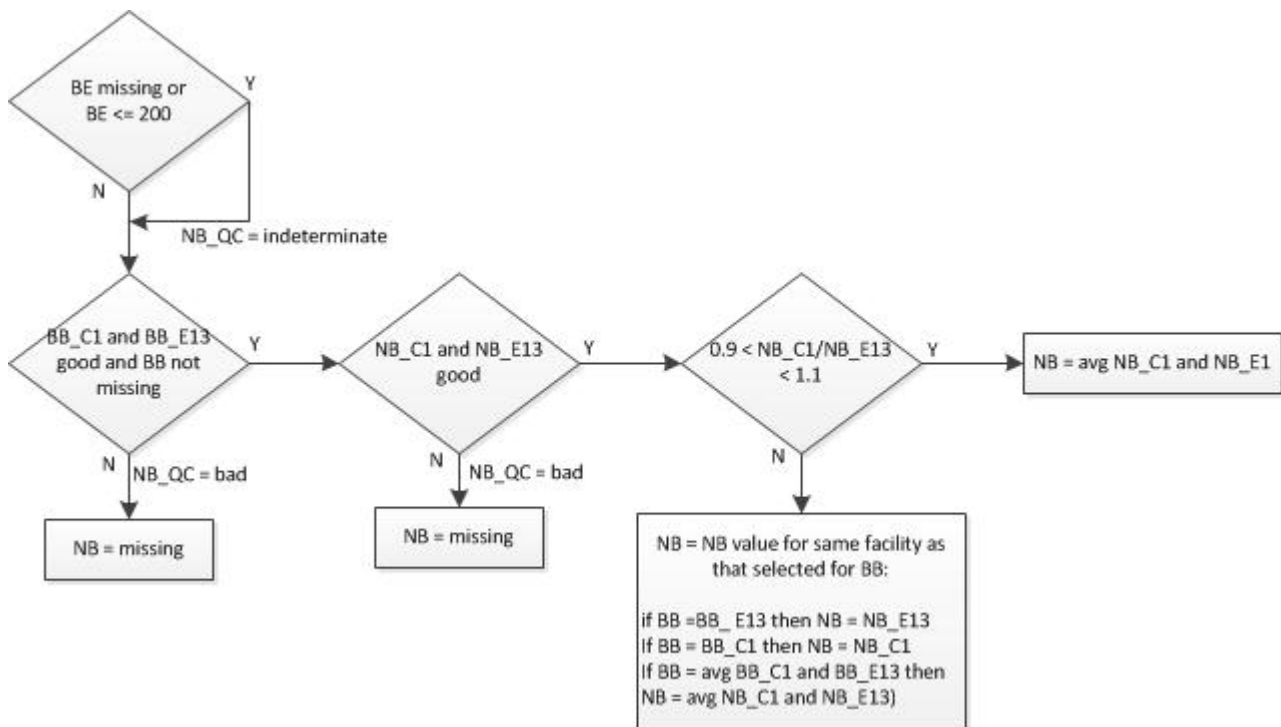 BE missing or
BE <= 200
Y
N
NB_QC = indeterminate
BB_C1 and BB_E13
good and BB not
missing
Y
N
NB_QC = bad
NB = missing
NB_C1 and NB_E13
good
Y
N
NB_QC = bad
NB = missing
0.9 < NB_C1/NB_E13
< 1.1
Y
N
NB = avg NB_C1 and NB_E1
NB = NB value for same facility as
that selected for BB:
if BB =BB_ E13 then NB = NB_E13
If BB = BB_C1 then NB = NB_C1
If BB = avg BB_C1 and BB_E13 then
NB = avg NB_C1 and NB_E13)